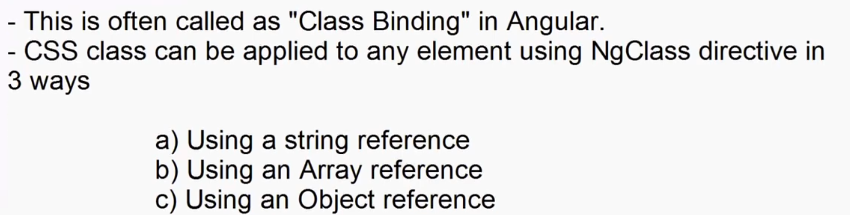 - This is often called as "Class Binding" in Angular.
- CSS class can be applied to any element using NgClass directive in
3 ways
a) Using a string reference
b) Using an Array reference
c) Using an Object reference